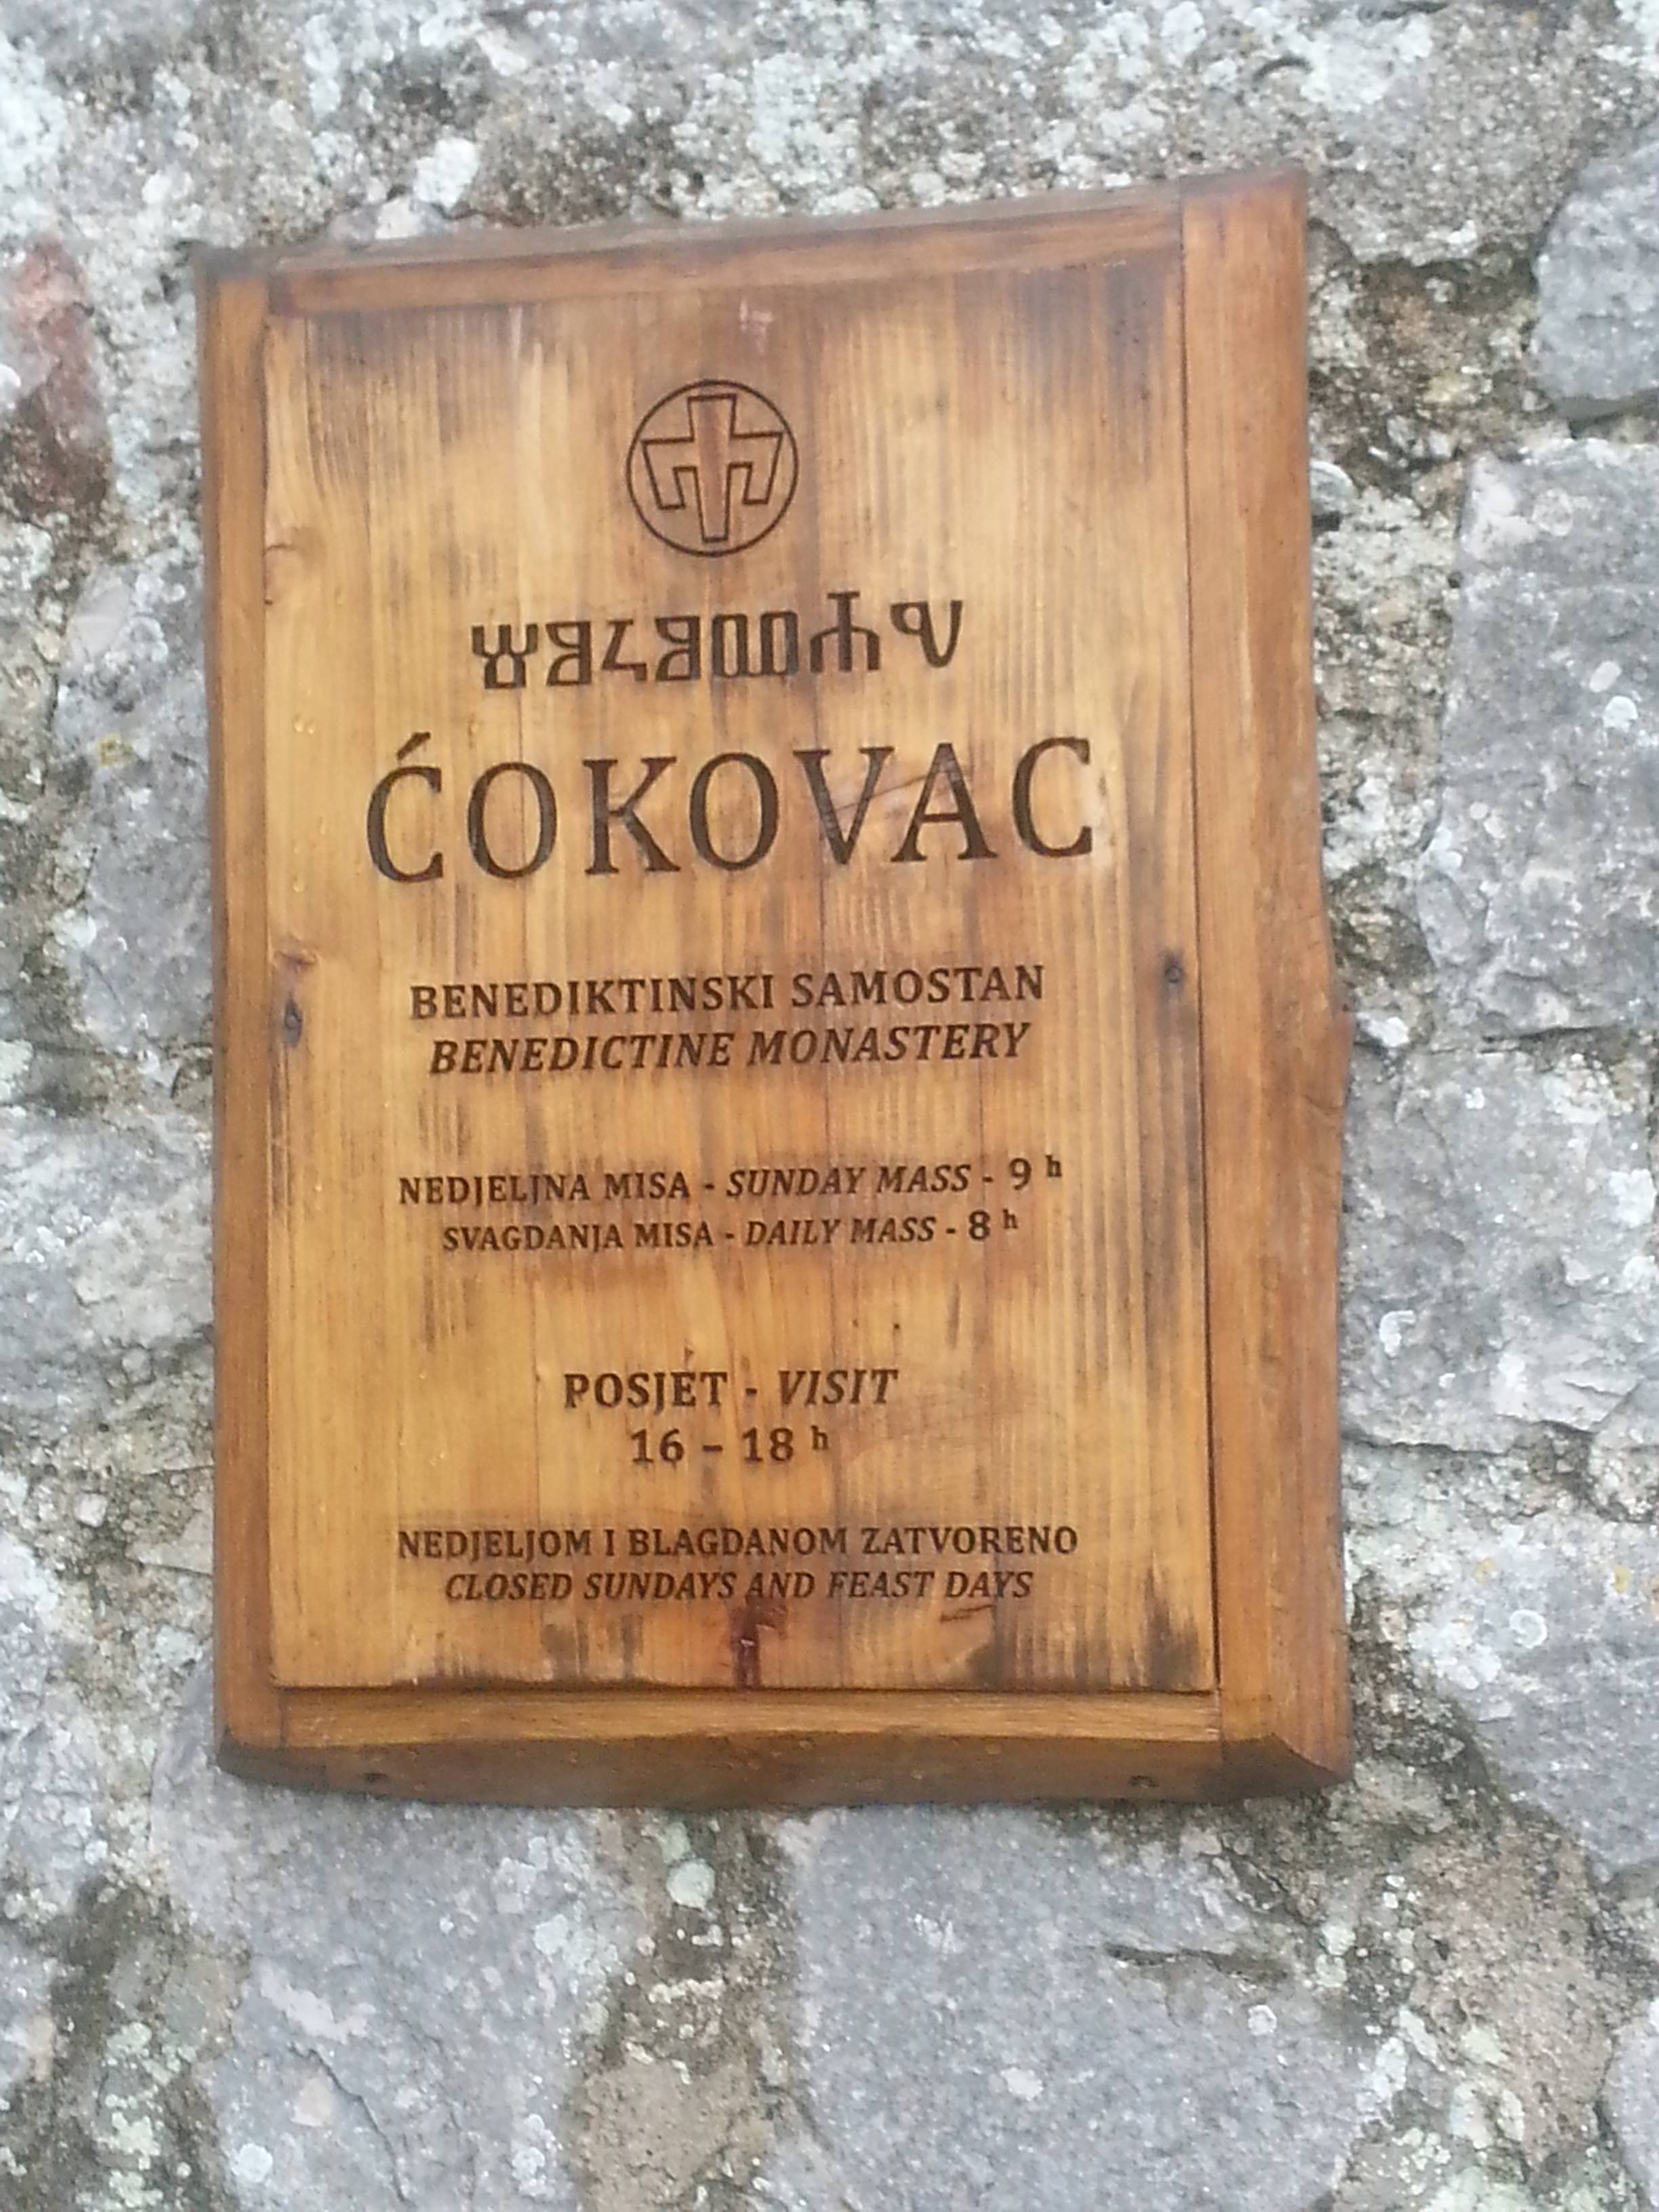 ⱋⰑⰍⰑⰂⰀⱌ
ĆOKOVAC
BENEDIKTINSKI SAMOSTAN
BENEDICTINE MONASTERY
NEDJELJNA MISA - SUNDAY MASS - 9 h
SVAGDANJA MISA - DAILY MASS - 8 h
POSJET - VISIT
16 – 18 h
NEDJELJOM I BLAGDANOM ZATVORENO
CLOSED SUNDAYS AND FEAST DAYS